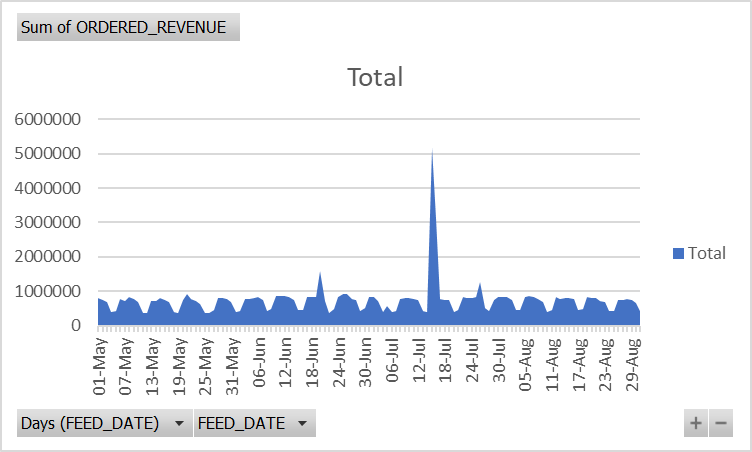 Sum of ORDERED_REVENUE
Total
6000000
5000000
4000000
3000000
2000000
1000000
0
Total
01-May
07-May
13-May
19-May
25-May
31-May
06-Jun
12-Jun
18-Jun
24-Jun
30-Jun
06-Jul
12-Jul
18-Jul
24-Jul
30-Jul
05-Aug
11-Aug
17-Aug
23-Aug
29-Aug
Days (FEED_DATE) FEED_DATE + −